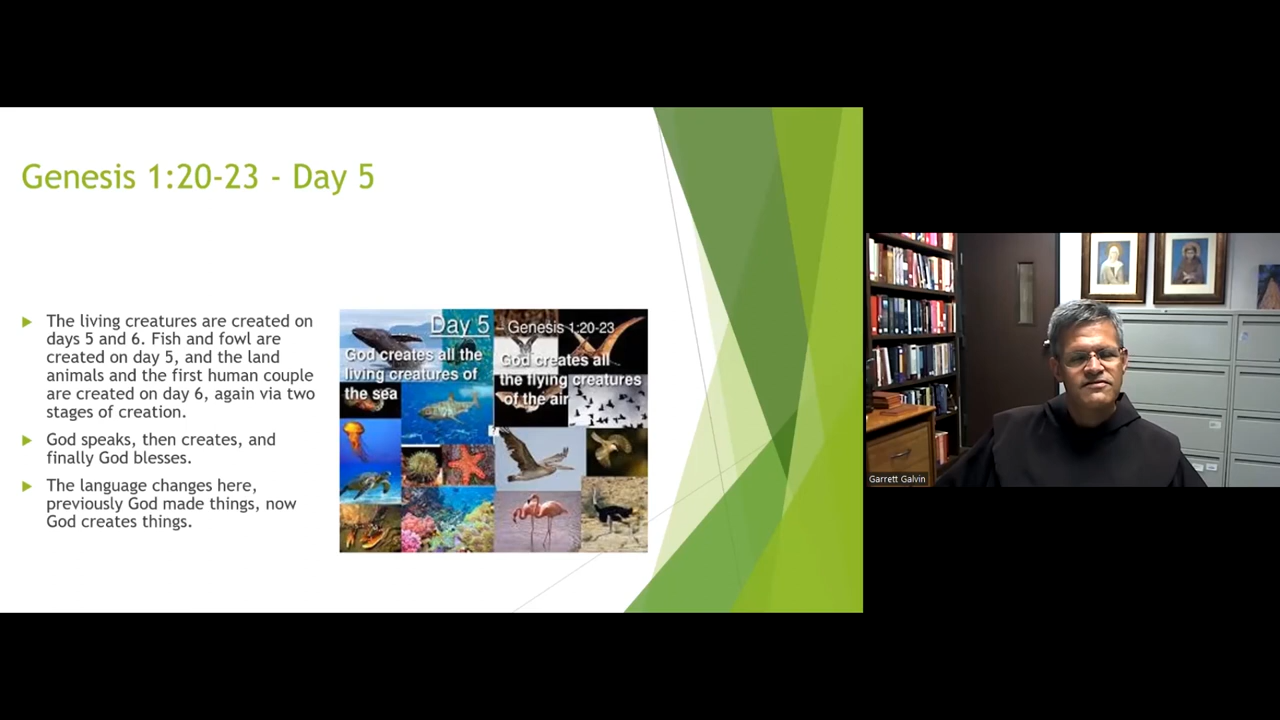 Genesis 1:20-23 - Day 5
The living creatures are created on
days 5 and 6. Fish and fowl are
created on day 5, and the land
animals and the first human couple
are created on day 6, again via two
stages of creation.
God speaks, then creates, and
finally God blesses.
The language changes here,
previously God made things, now
God creates things.
Day 5 – Genesis 1:20-23
God creates all the
living creatures of
the sea
God creates all
the flying creatures
of the air
Garrett Galvin